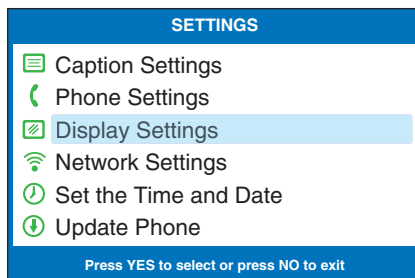 SETTINGS
Caption Settings
Phone Settings
Display Settings
Network Settings
Set the Time and Date
Update Phone
Press YES to select or press NO to exit